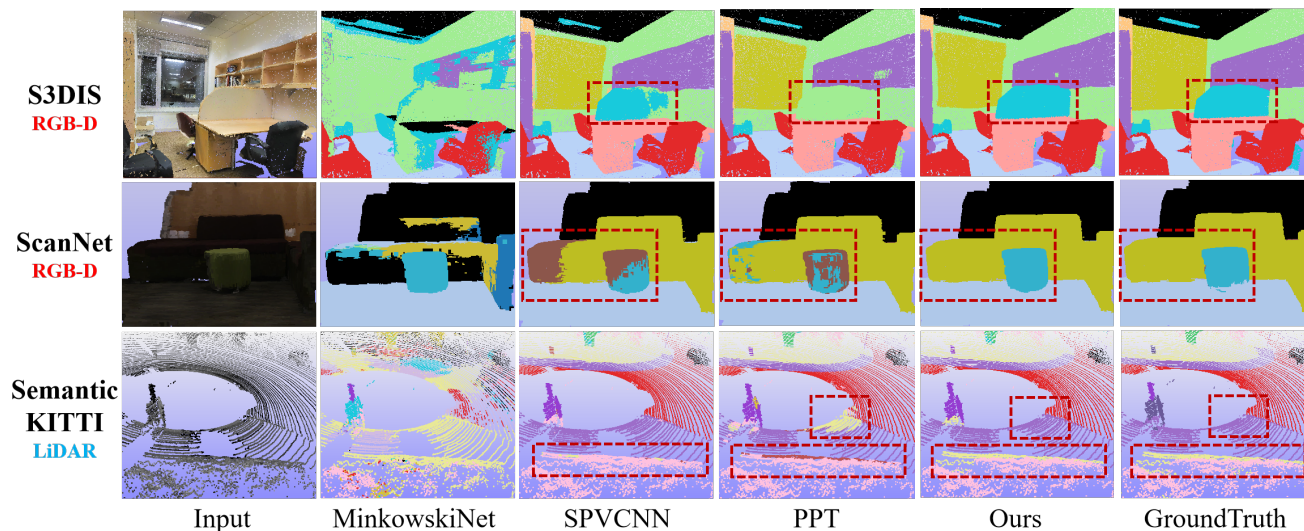 S3DIS
RGB-D
ScanNet
RGB-D
Semantic
KITTI
LiDAR
Input MinkowskiNet SPVCNN PPT Ours GroundTruth